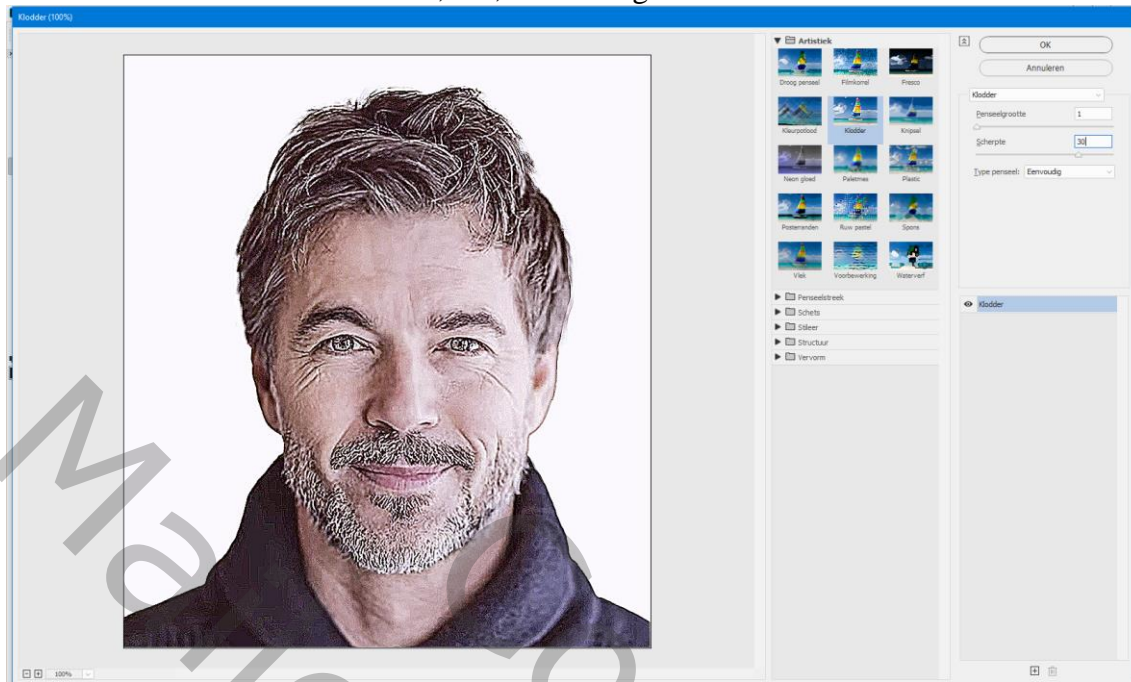 Klodder (100%)
Artistiek
Droog penseel
Filmkorrel
Fresco
Kleurpotlood
Klodder
Knipsel
Neon gloed
Paletmes
Plastic
Posterranden
Ruw pastel
Spons
Vlek
Voorbewerking
Waterverf
Penseelstreek
Schets
Stileer
Structuur
Vervorm
OK
Annuleren
Klodder
Penseelgrootte 1
Scherpte 30
Type penseel: Eenvoudig
Klodder
100%